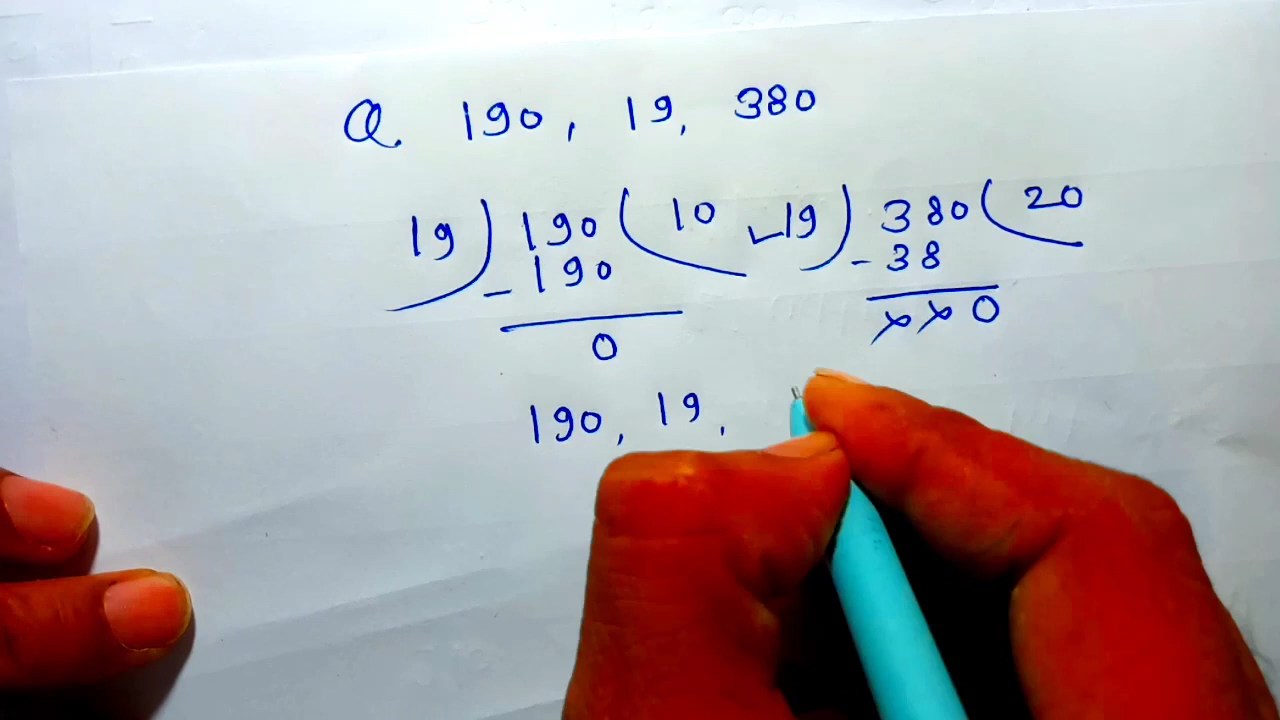 Q. 190, 19, 380
19) 190 (10 19) 380 (20
- 190 - 38
0 xx0
190, 19,